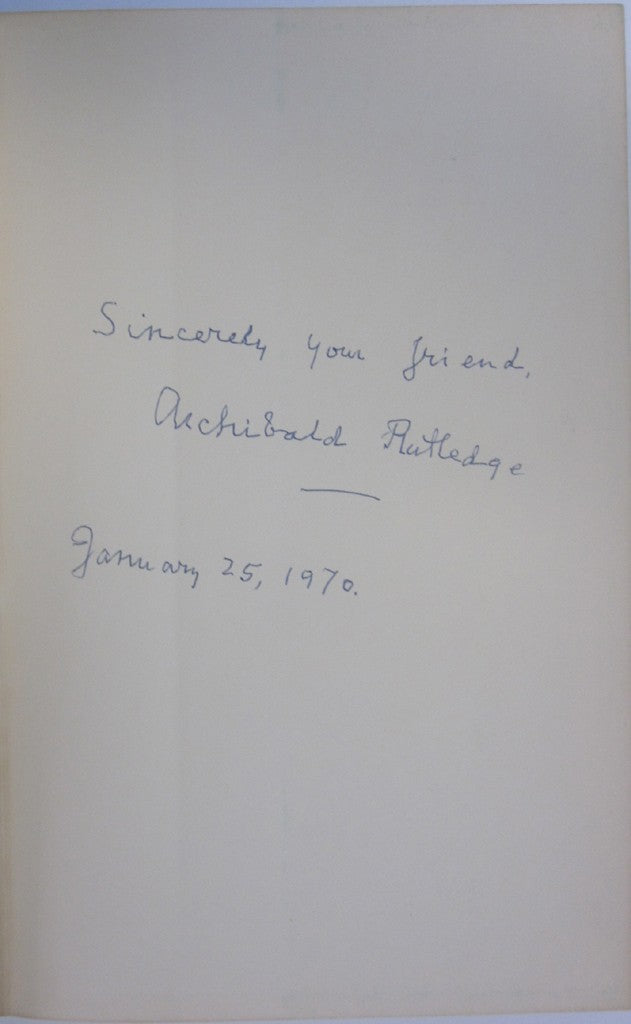 Sincerely your friend,
Archibald Rutledge
January 25, 1970.